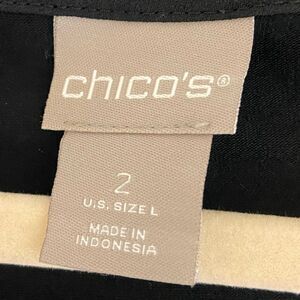 chico's®
2
U.S. SIZE L
MADE IN
INDONESIA